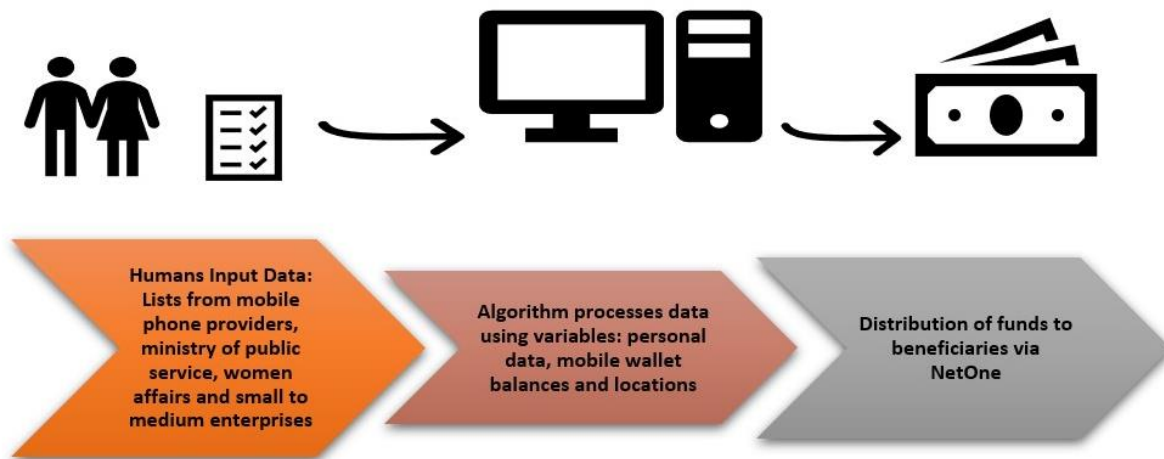 Humans Input Data:
Lists from mobile
phone providers,
ministry of public
service, women
affairs and small to
medium enterprises
Algorithm processes data
using variables: personal
data, mobile wallet
balances and locations
Distribution of funds to
beneficiaries via
NetOne